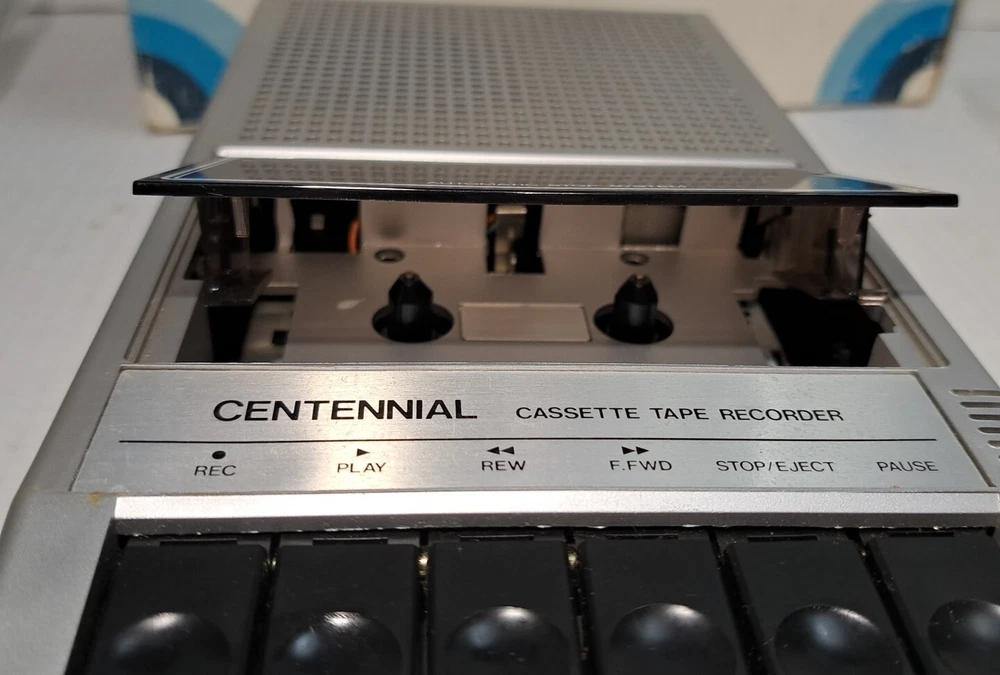 CENTENNIAL CASSETTE TAPE RECORDER
REC PLAY REW F.FWD STOP/EJECT PAUSE